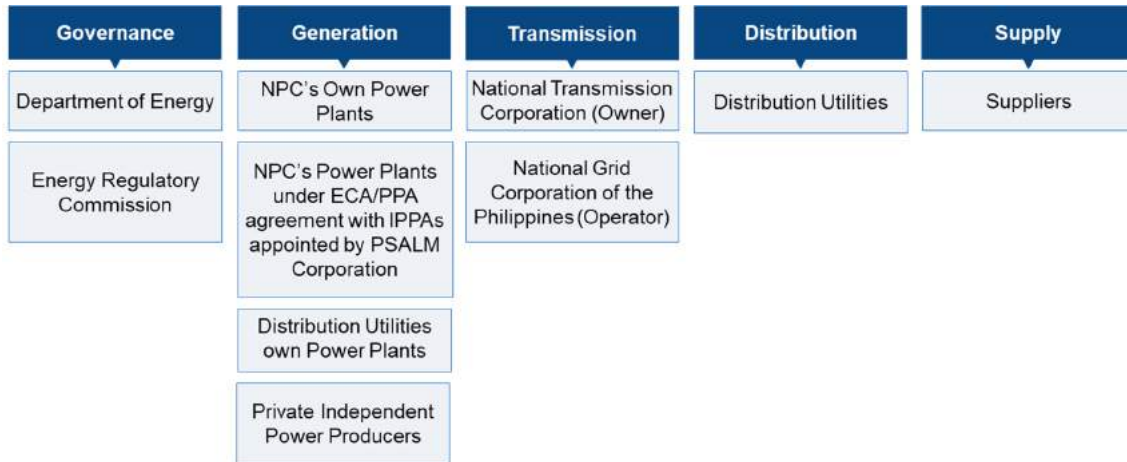 Governance
Department of Energy
Energy Regulatory
Commission
Generation
NPC's Own Power
Plants
NPC's Power Plants
under ECA/PPA
agreement with IPPAs
appointed by PSALM
Corporation
Distribution Utilities
own Power Plants
Private Independent
Power Producers
Transmission
National Transmission
Corporation (Owner)
National Grid
Corporation of the
Philippines (Operator)
Distribution
Distribution Utilities
Supply
Suppliers